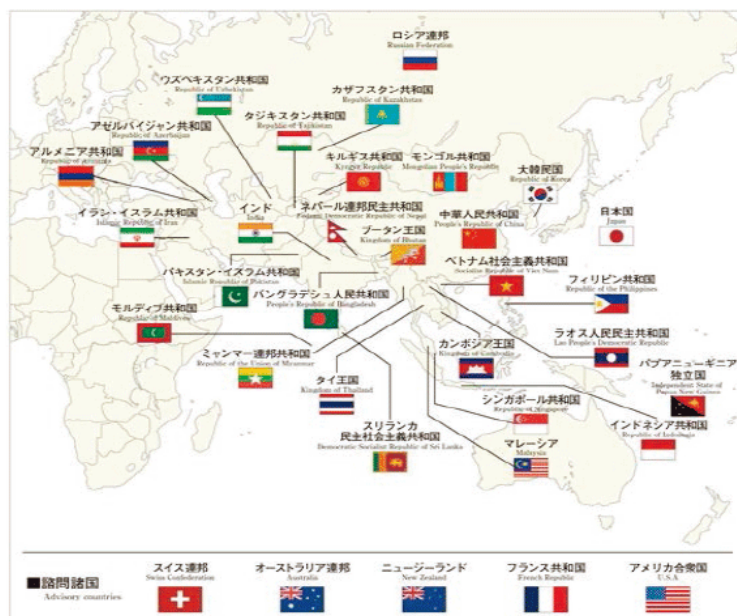 ロシア連邦
Russian Federation
ウズベキスタン共和国
Republic of Uzbekistan
カザフスタン共和国
Republic of Kazakhstan
タジキスタン共和国
Republic of Tajikistan
アゼルバイジャン共和国
Republic of Azerbaijan
アルメニア共和国
Republic of Armenia
キルギス共和国
Kyrgyz Republic
モンゴル共和国
Mongolian People's Republic
大韓民国
Republic of Korea
日本国
Japan
イラン・イスラム共和国
Islamic Republic of Iran
インド
India
ネパール連邦民主共和国
Federal Democratic Republic of Nepal
ブータン王国
Kingdom of Bhutan
中華人民共和国
People's Republic of China
パキスタン・イズラム共和国
Islamic Republic of Pakistan
バングラデシュ人民共和国
People's Republic of Bangladesh
ベトナム社会主義共和国
Socialist Republic of Viet Nam
フィリピン共和国
Republic of the Philippines
モルディブ共和国
Republic of Maldives
ミャンマー連邦共和国
Republic of the Union of Myanmar
カンボシア王国
Kingdom of Cambodia
ラオス人民民主共和国
Lao People's Democratic Republic
タイ王国
Kingdom of Thailand
パプアニューギニア
独立国
Independent State of
Papua New Guinea
シンガポール共和国
Republic of Singapore
スリランカ
民主社会主義共和国
Democratic Socialist Republic of Sri Lanka
マレーシア
Malaysia
インドネシア共和国
Republic of Indonesia
■諮問諸国
Advisory countries
スイス連邦
Swiss Confederation
オーストラリア連邦
Australia
ニュージーランド
New Zealand
フランス共和国
French Republic
アメリカ合衆国
U.S.A